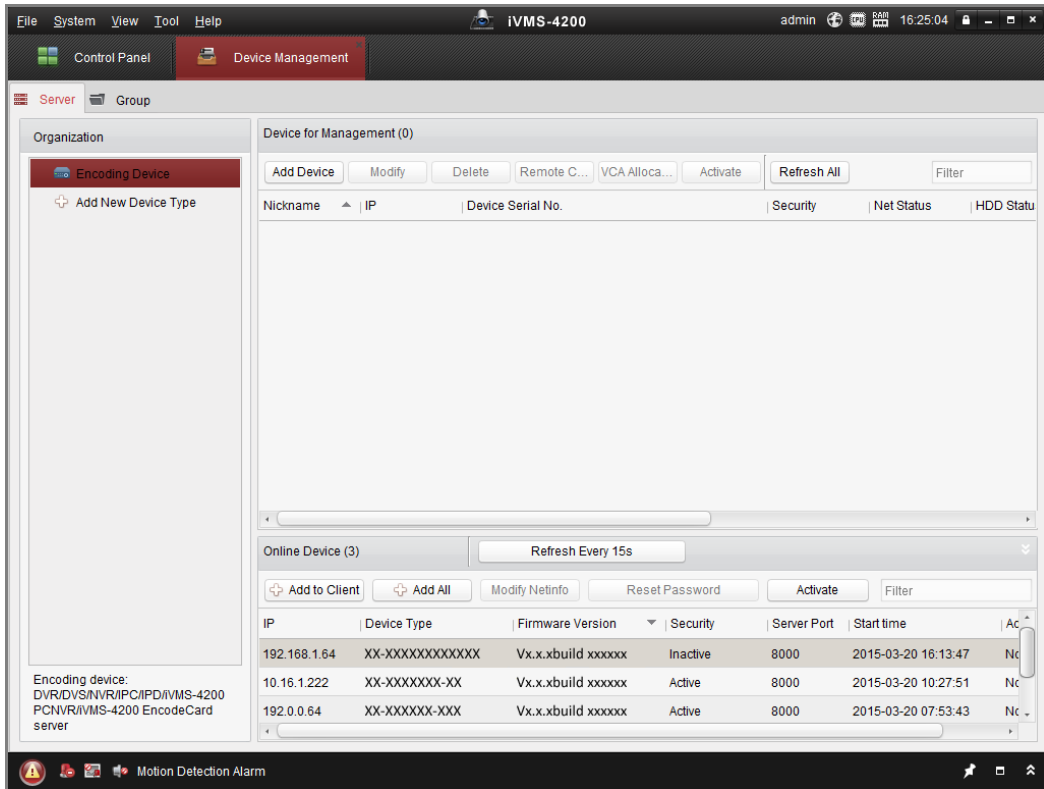 File System View Tool Help iVMS-4200 admin CPU RAM 16:25:04
Control Panel Device Management
Server Group
Organization
Encoding Device
Add New Device Type
Encoding device:
DVR/DVS/NVR/IPC/IPD/iVMS-4200
PCNVR/iVMS-4200 EncodeCard
server
Device for Management (0)
Add Device Modify Delete Remote C... VCA Alloca... Activate Refresh All Filter
Nickname IP Device Serial No. Security Net Status HDD Statu
Online Device (3) Refresh Every 15s
Add to Client Add All Modify Netinfo Reset Password Activate Filter
IP Device Type Firmware Version Security Server Port Start time Ac
192.168.1.64 XX-XXXXXXXXXXXX Vx.x.xbuild xxxxxx Inactive 8000 2015-03-20 16:13:47 Nc
10.16.1.222 XX-XXXXXXX-XX Vx.x.xbuild xxxxxx Active 8000 2015-03-20 10:27:51 Nc
192.0.0.64 XX-XXXXXX-XXX Vx.x.xbuild xxxxxx Active 8000 2015-03-20 07:53:43 Nc
Motion Detection Alarm